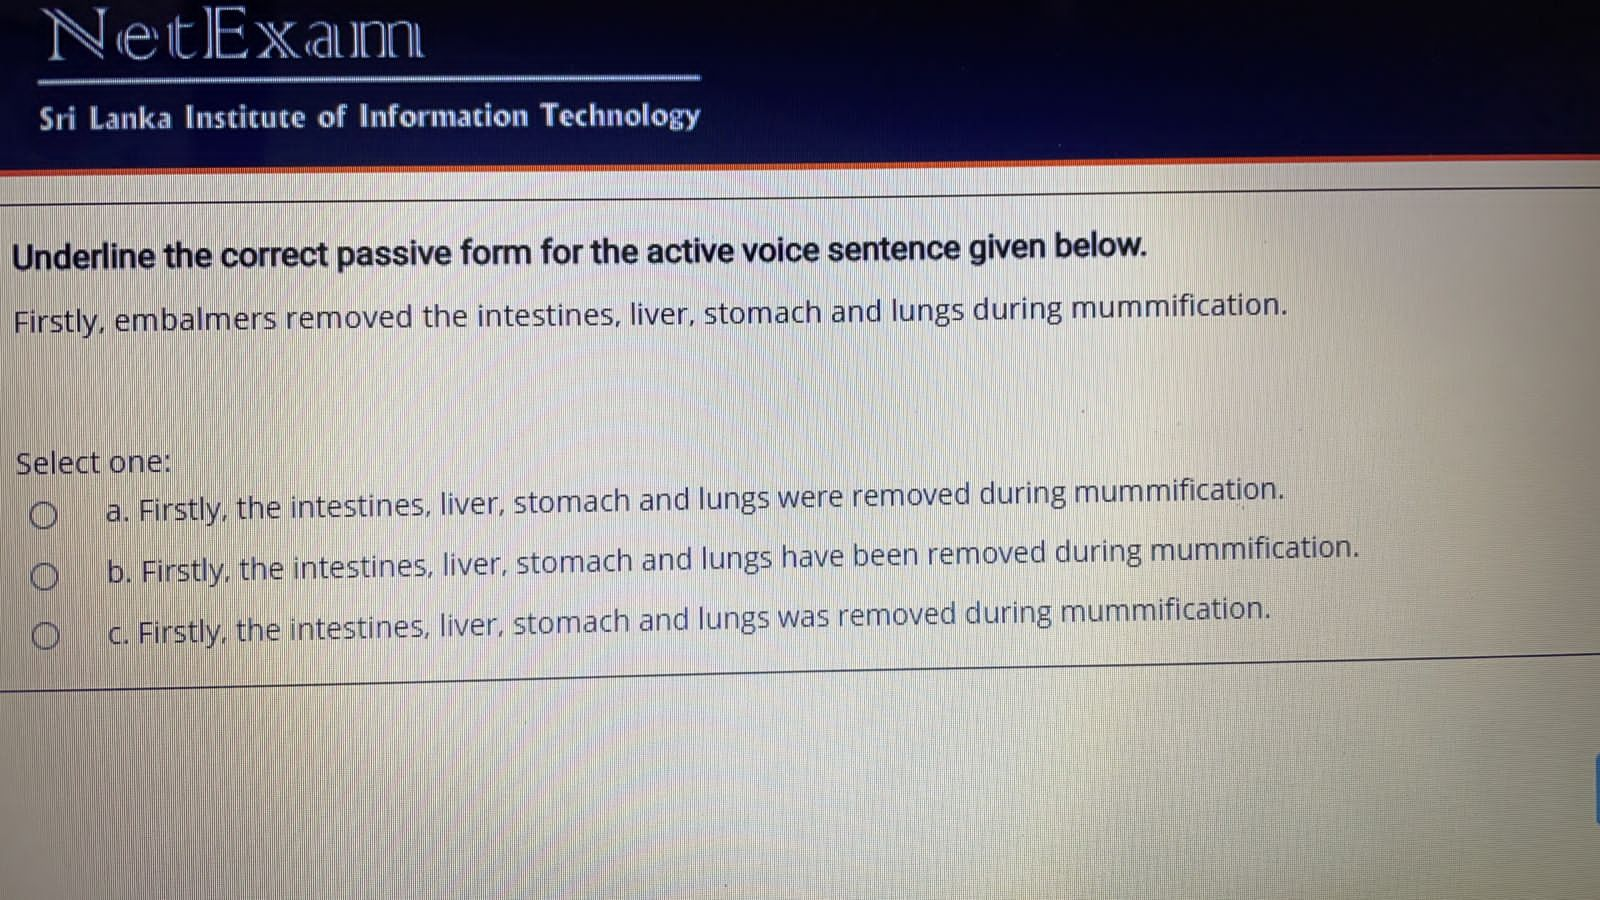 NetExam
Sri Lanka Institute of Information Technology
Underline the correct passive form for the active voice sentence given below.
Firstly, embalmers removed the intestines, liver, stomach and lungs during mummification.
Select one:
a. Firstly, the intestines, liver, stomach and lungs were removed during mummification.
b. Firstly, the intestines, liver, stomach and lungs have been removed during mummification.
c. Firstly, the intestines, liver, stomach and lungs was removed during mummification.